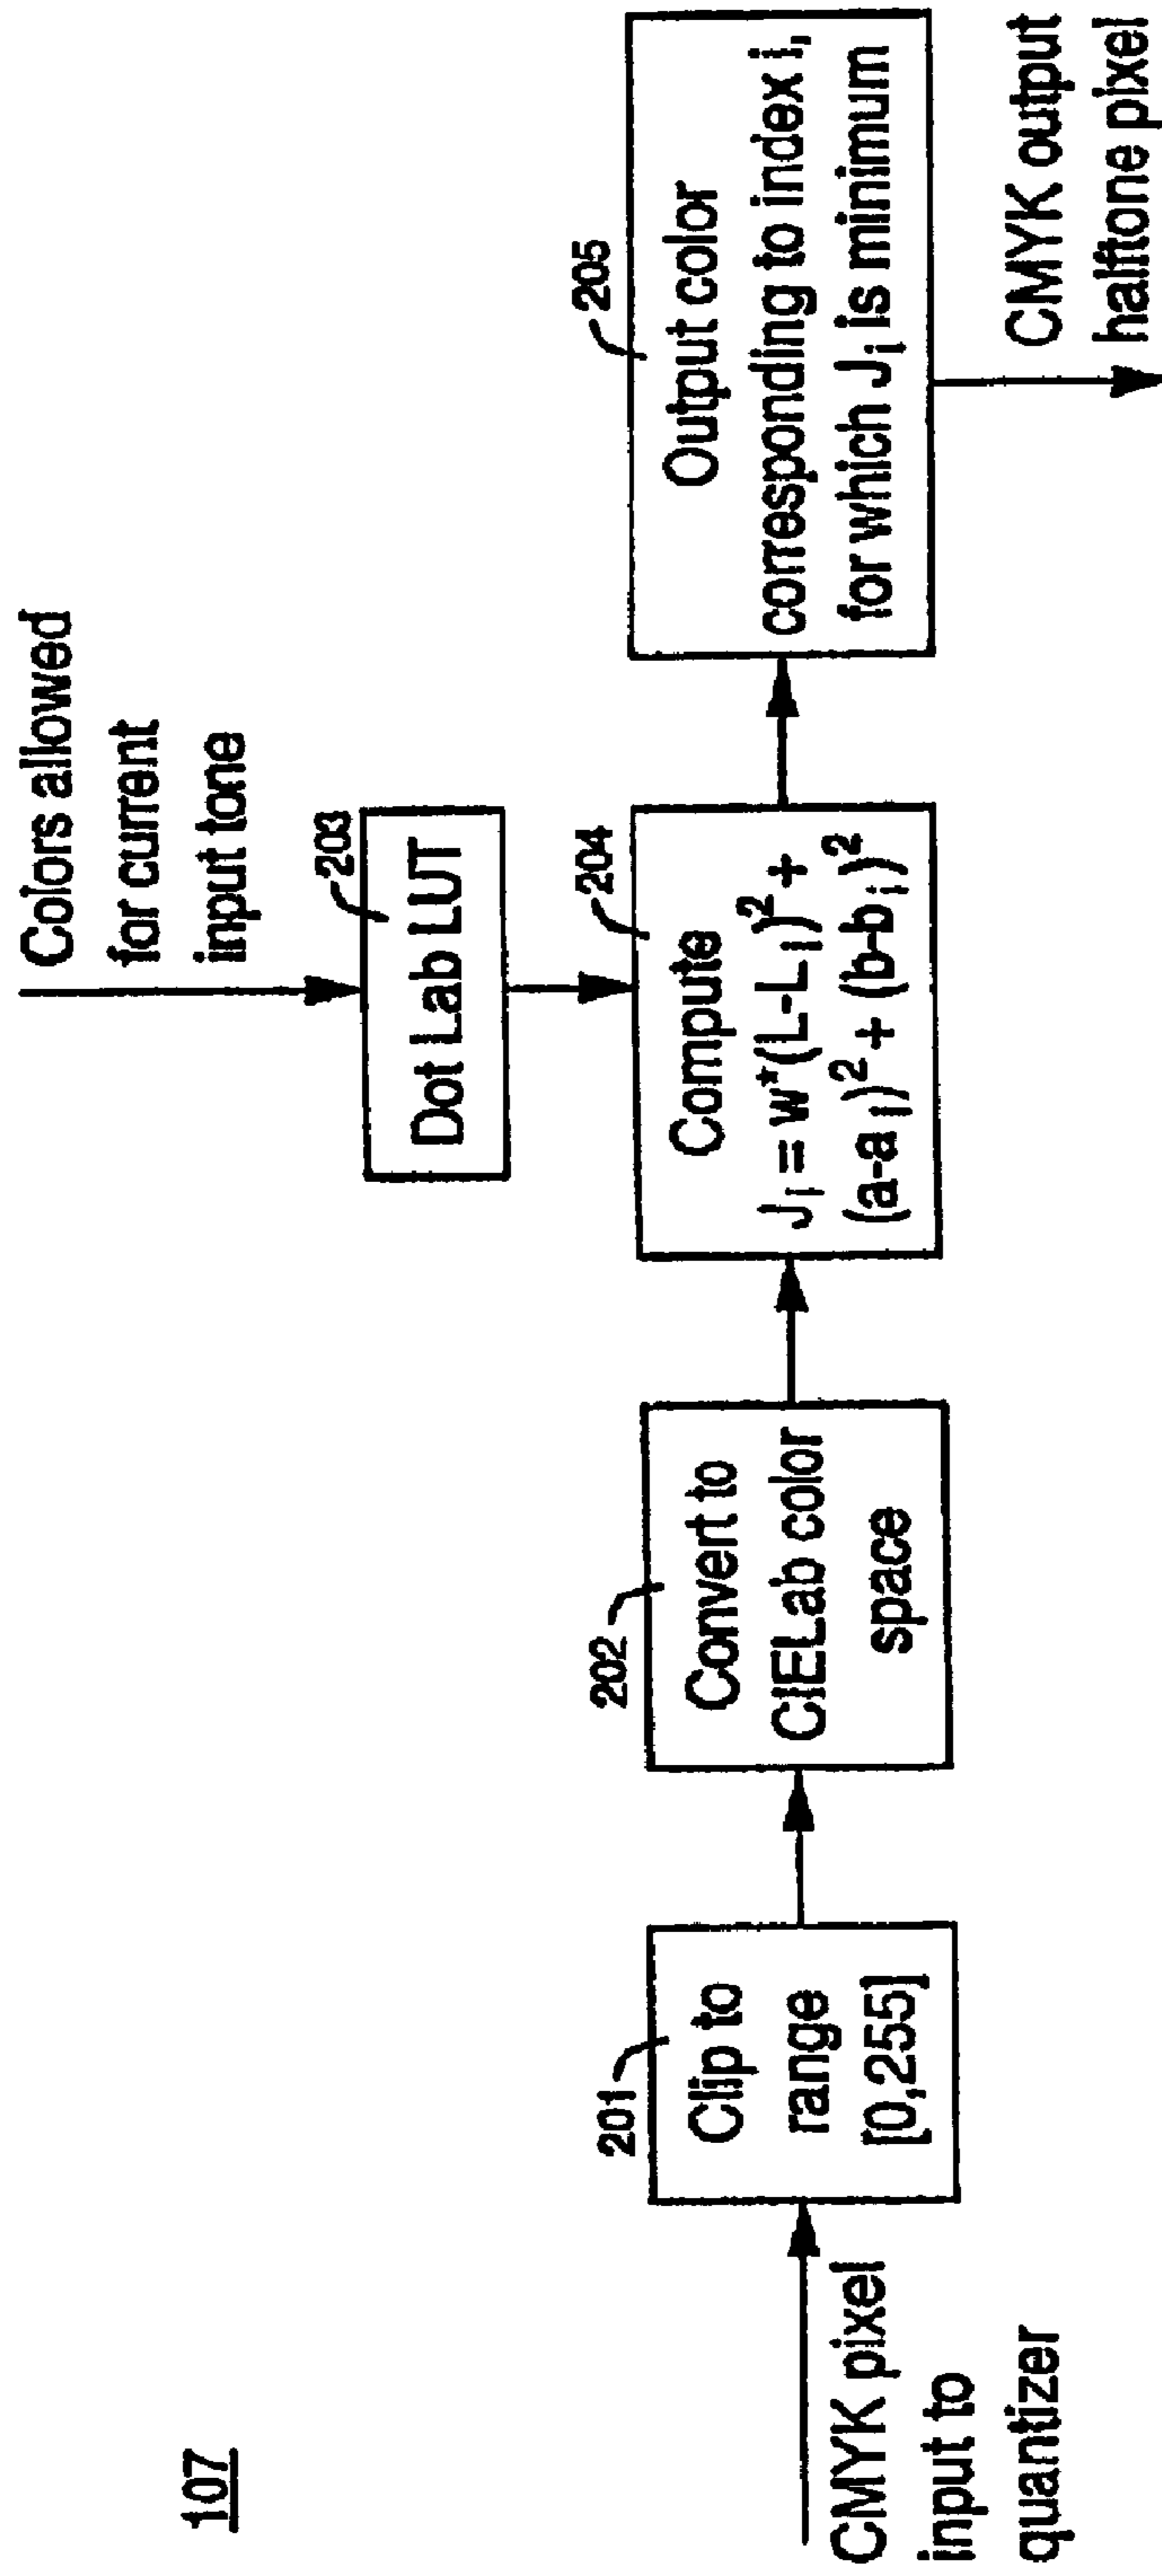 107
Colors allowed
for current
input tone
203
Dot Lab LUT
CMYK pixel
input to
quantizer
201
Clip to
range
[0,255]
202
Convert to
CIELab color
space
204
Compute
J_i = w*(L-L_i)² +
(a-a_i)² + (b-b_i)²
205
Output color
corresponding to index i,
for which J_i is minimum
CMYK output
halftone pixel